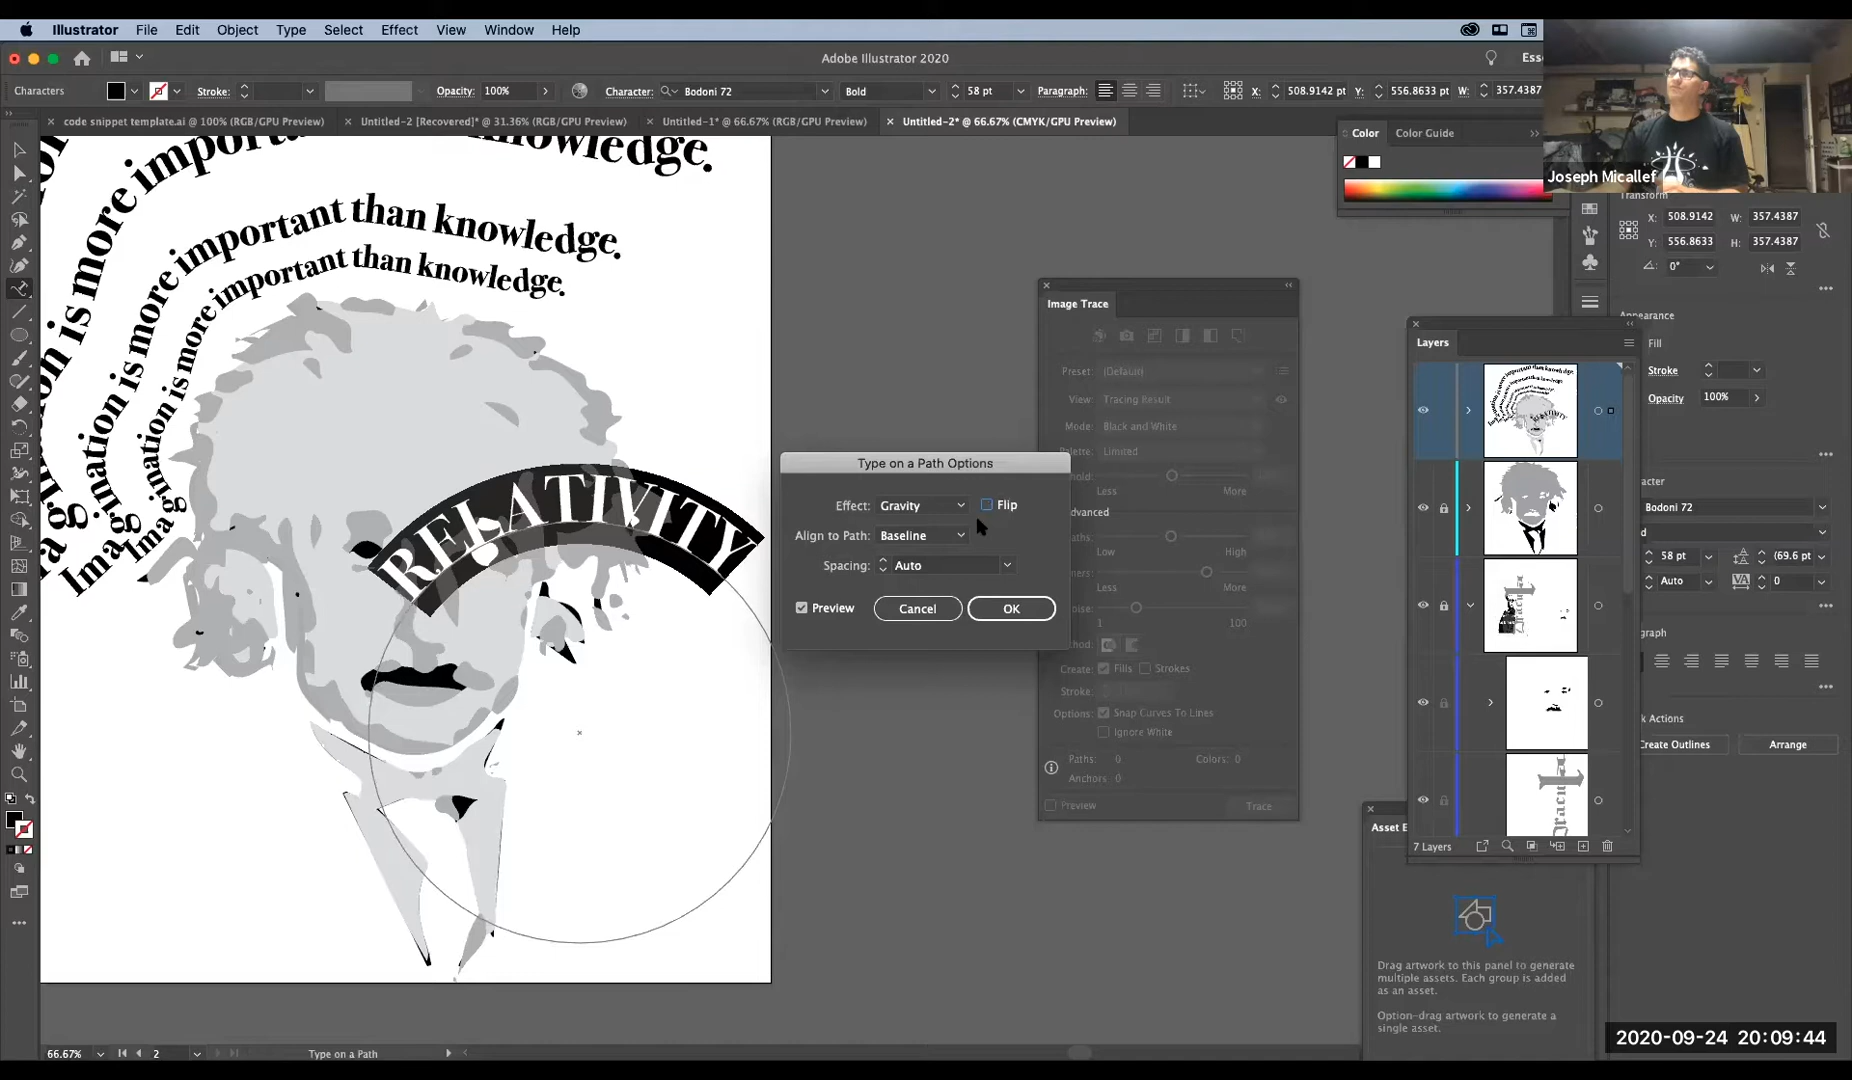 Illustrator File Edit Object Type Select Effect View Window Help
Adobe Illustrator 2020
Characters Stroke: Opacity: 100% Character: Bodoni 72 Bold 58 pt Paragraph: X: 508.9142 pt Y: 556.8633 pt W: 357.4387
code snippet template.ai @ 100% (RGB/GPU Preview) Untitled-2 [Recovered]* @ 31.36% (RGB/GPU Preview) Untitled-1* @ 66.67% (RGB/GPU Preview) Untitled-2* @ 66.67% (CMYK/GPU Preview)
Color Color Guide
Joseph Micallef
Transform
X: 508.9142 W: 357.4387
Y: 556.8633 H: 357.4387
0°
Appearance
Fill
Stroke
Opacity 100%
is more important knowledge.
Imagination is more important than knowledge.
Imagination is more important than knowledge.
RELATIVITY
Image Trace
Preset: (Default)
View: Tracing Result
Mode: Black and White
Palette: Limited
Less More
Advanced
Low High
Less More
1 100
Create: Fills Strokes
Stroke:
Options: Snap Curves To Lines
Ignore White
Paths: 0 Colors: 0
Anchors: 0
Preview Trace
Type on a Path Options
Effect: Gravity Flip
Align to Path: Baseline
Spacing: Auto
Preview Cancel OK
Layers
Dracula
7 Layers
Bodoni 72
58 pt (69.6 pt
Auto 0
Create Outlines Arrange
Drag artwork to this panel to generate
multiple assets. Each group is added
as an asset.
Option-drag artwork to generate a
single asset.
66.67% 2 Type on a Path
2020-09-24 20:09:44